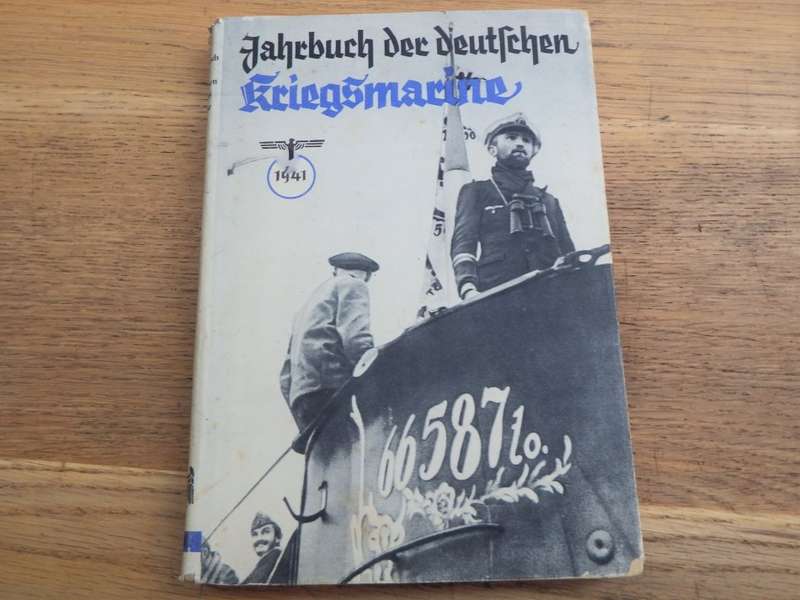 Jahrbuch der deutschen
Kriegsmarine
1941
66587 to.